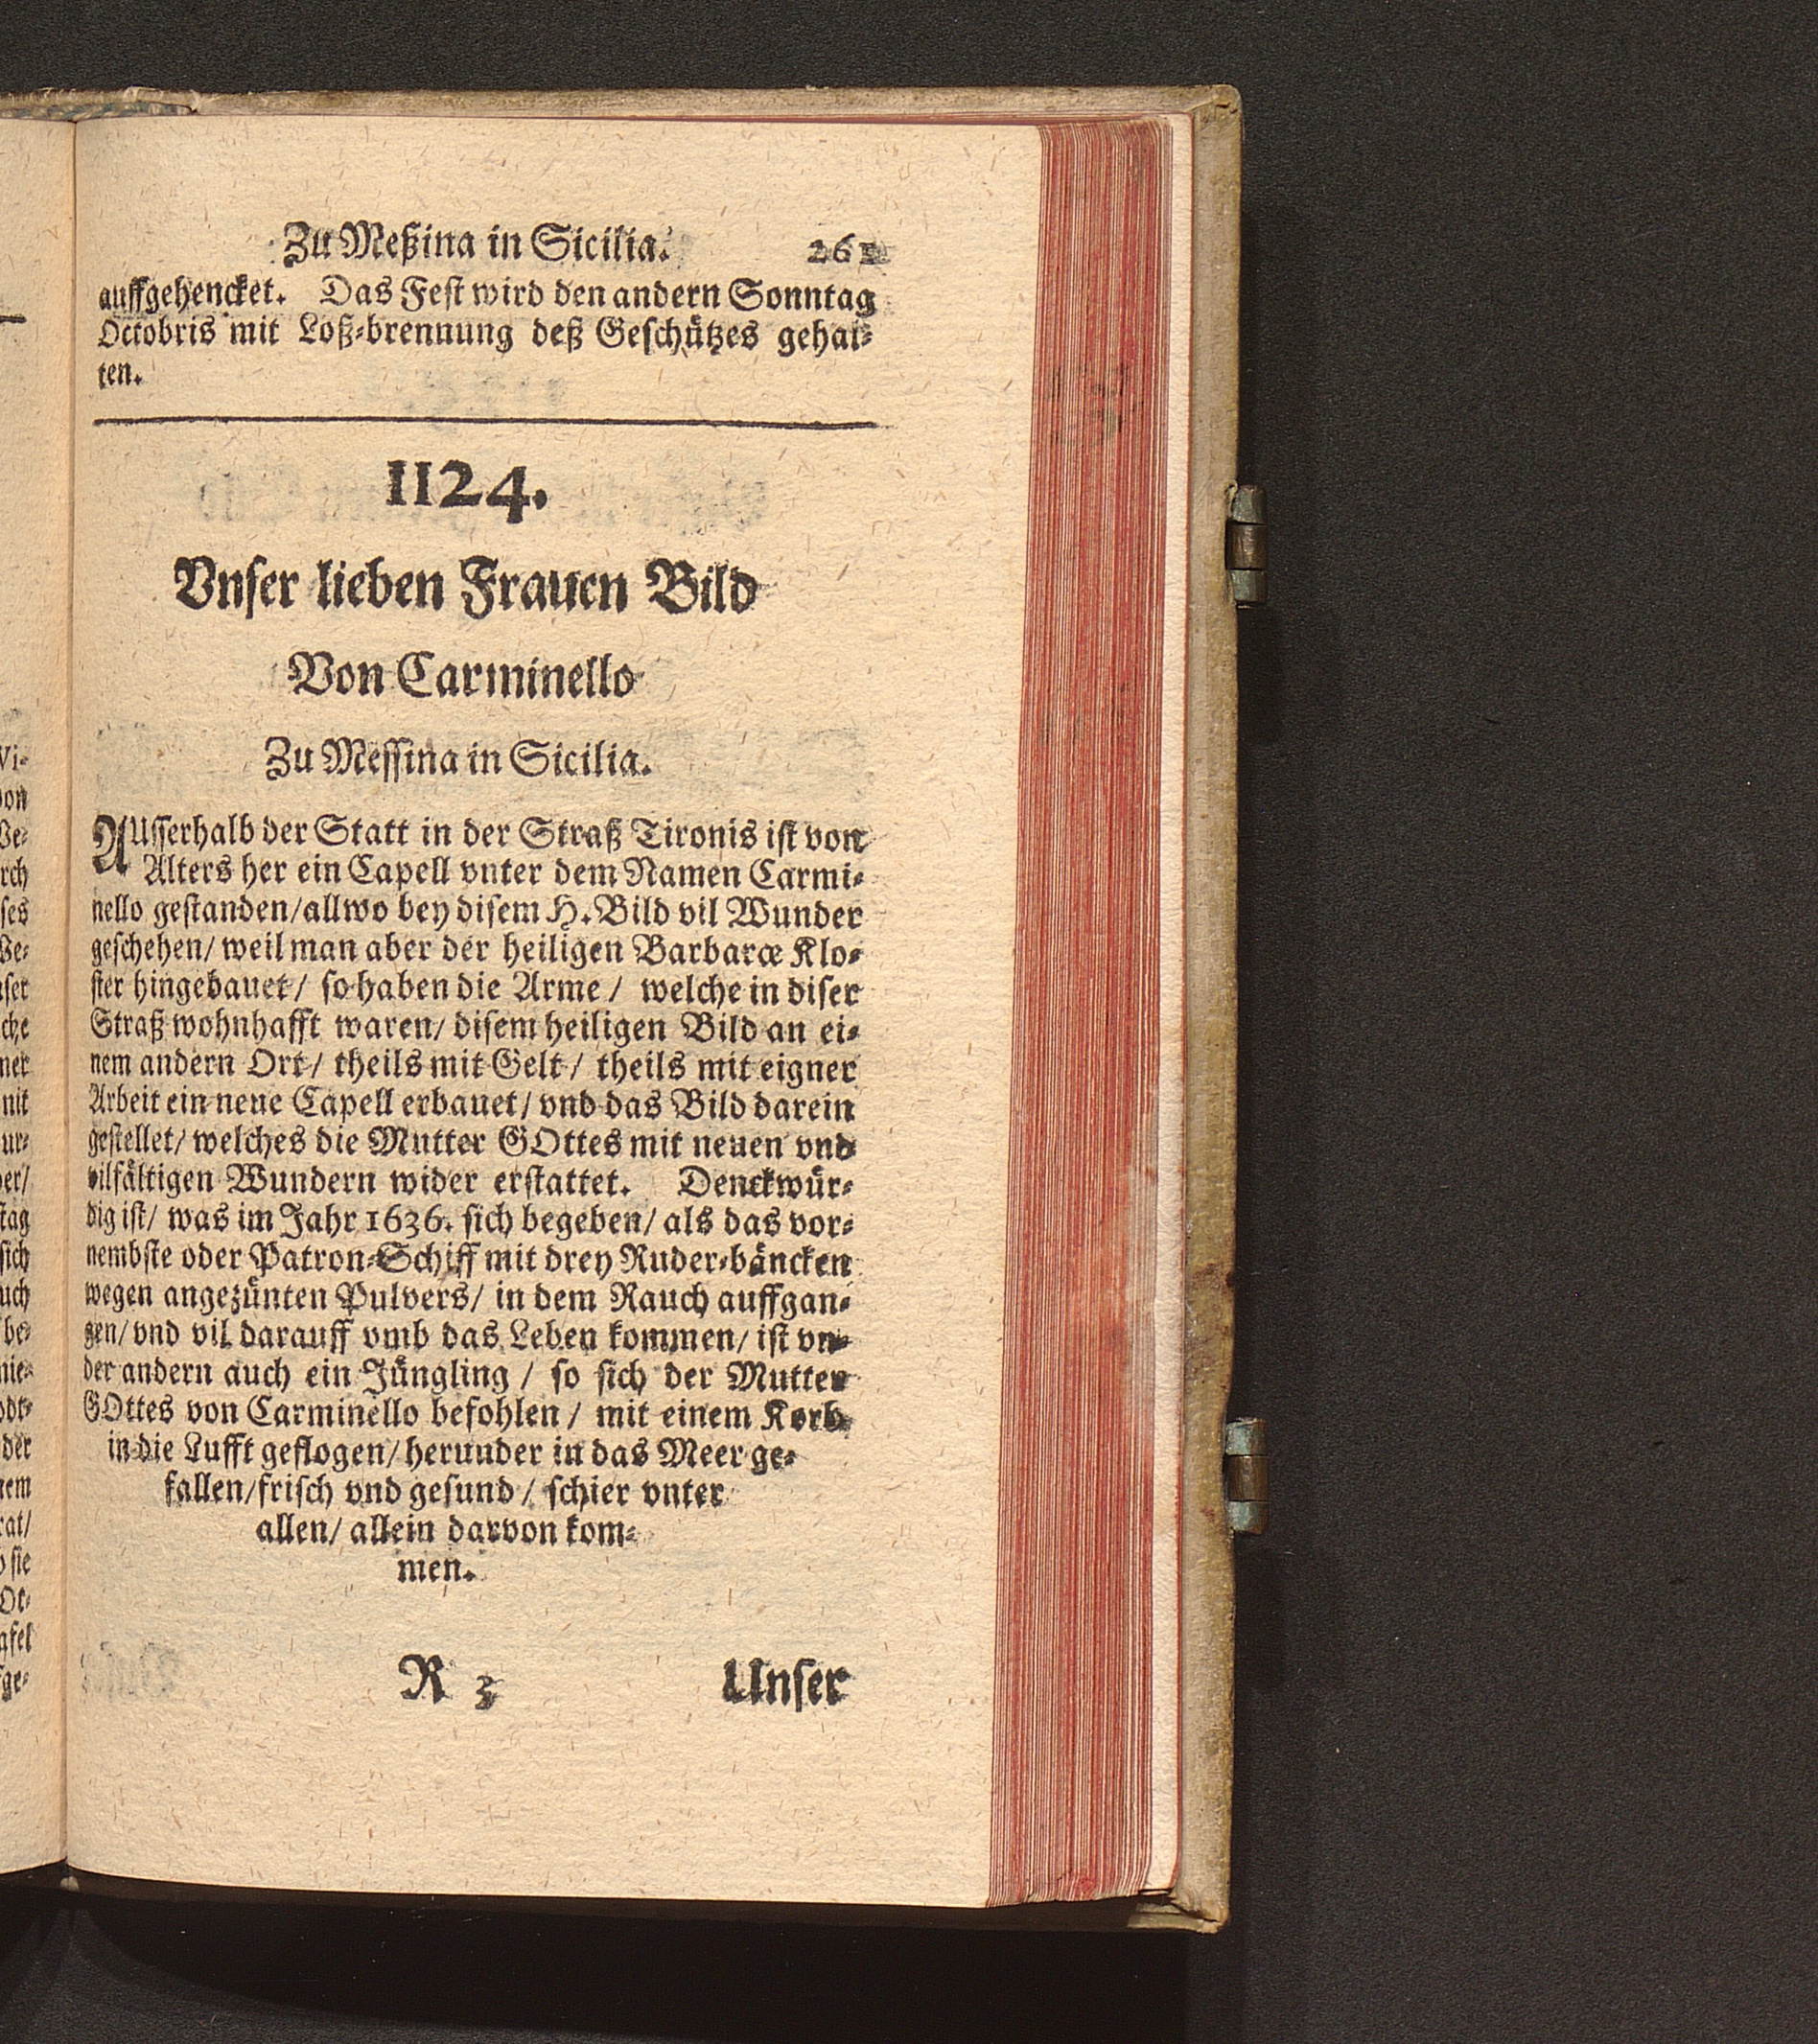 Zu Meßina in Sicilia. 261
auffgehencket. Das Fest wird den andern Sonntag
Octobris mit Loß-brennung deß Geschützes gehal-
ten.
1124.
Vnser lieben Frauen Bild
Von Carminello
Zu Messina in Sicilia.
AUsserhalb der Statt in der Straß Tironis ist von
Alters her ein Capell vnter dem Namen Carmi-
nello gestanden/allwo bey disem H. Bild vil Wunder
geschehen/ weil man aber der heiligen Barbaræ Klo-
ster hingebauet/ so haben die Arme/ welche in diser
Straß wohnhafft waren/ disem heiligen Bild an ei-
nem andern Ort/ theils mit Gelt/ theils mit eigner
Arbeit ein neue Capell erbauet/ vnd das Bild darein
gestellet/ welches die Mutter GOttes mit neuen vnd
vilfältigen Wundern wider erstattet. Denckwür-
dig ist/ was im Jahr 1636. sich begeben/ als das vor-
nembste oder Patron-Schiff mit drey Ruder-bäncken
wegen angezünten Pulvers/ in dem Rauch auffgan-
gen/ vnd vil darauff vmb das Leben kommen/ ist vn-
der andern auch ein Jüngling / so sich der Mutter
GOttes von Carminello befohlen / mit einem Korb
in die Lufft geflogen/ herunder in das Meer ge-
fallen/frisch vnd gesund / schier vnter
allen/ allein darvon kom-
men.
R 3 Unser